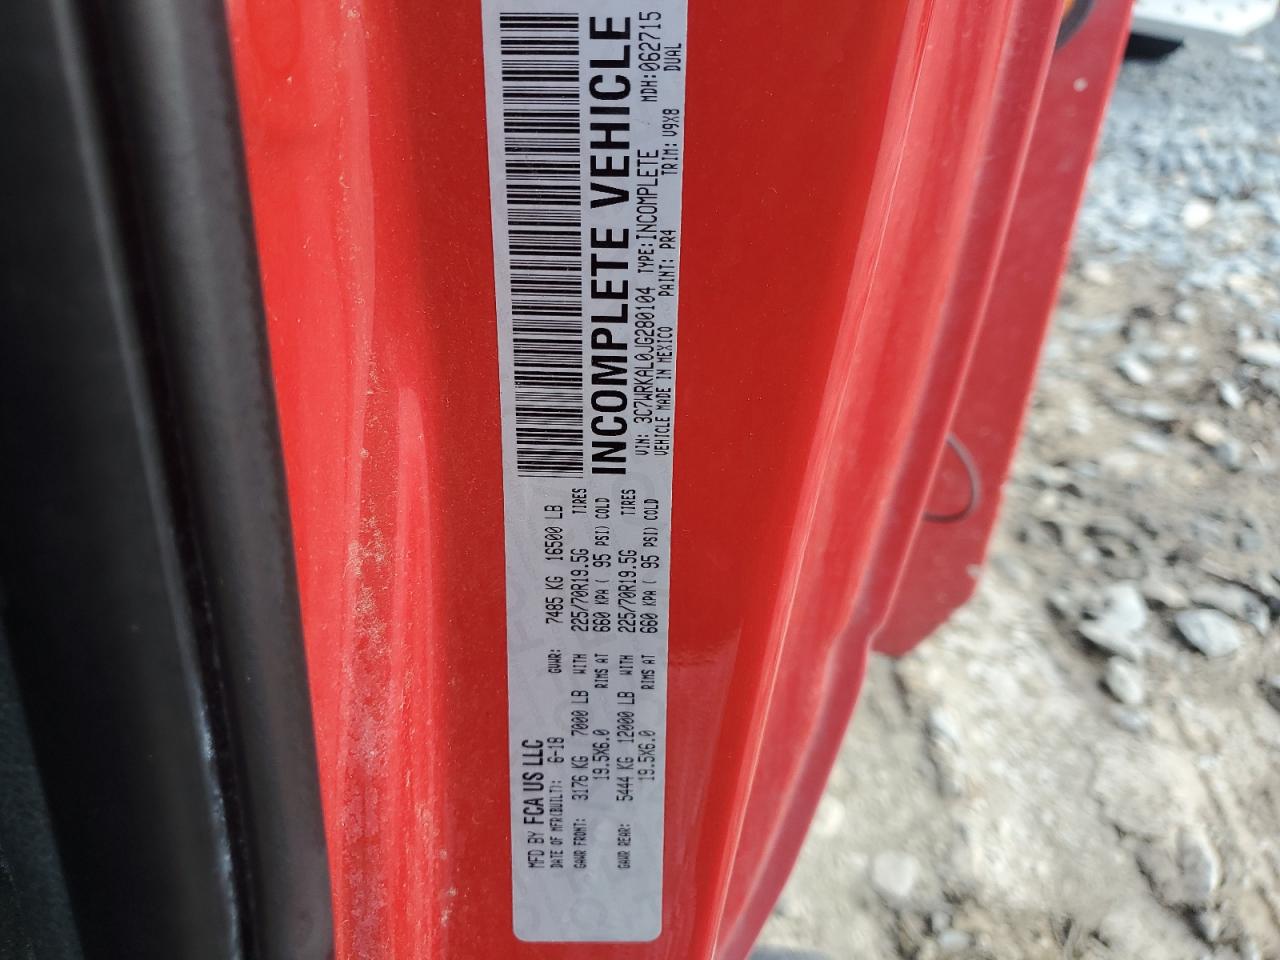 MFD BY FCA US LLC
DATE OF MFR(BUILT): 6-18 GVWR: 7485 KG 16500 LB
GAWR FRONT: 3176 KG 7000 LB WITH 225/70R19.5G TIRES
19.5X6.0 RIMS AT 660 KPA ( 95 PSI) COLD
GAWR REAR: 5444 KG 12000 LB WITH 225/70R19.5G TIRES
19.5X6.0 RIMS AT 660 KPA ( 95 PSI) COLD
INCOMPLETE VEHICLE
VIN: 3C7WRKAL0JG280104 TYPE:INCOMPLETE MDH:062715
VEHICLE MADE IN MEXICO PAINT: PR4 TRIM: V9X8 DUAL